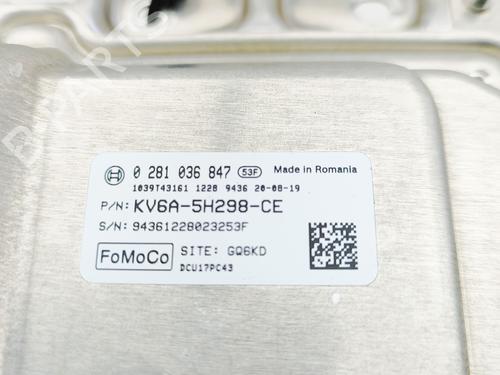 0 281 036 847 53F Made in Romania
1039T43161 1228 9436 20-08-19
P/N: KV6A-5H298-CE
S/N: 94361228023253F
FoMoCo SITE: GQ6KD
DCU17PC43
B-PARTS